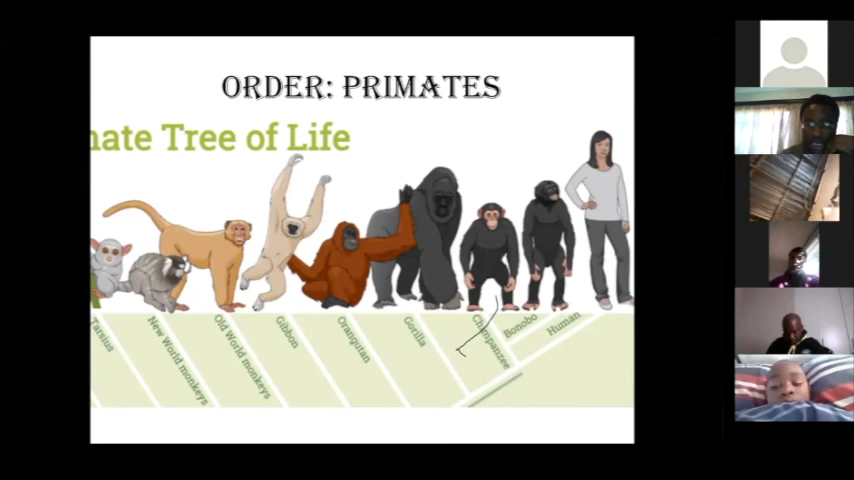 ORDER: PRIMATES
nate Tree of Life
Tarsius
New World monkeys
Old World monkeys
Gibbon
Orangutan
Gorilla
Chimpanzee
Bonobo
Human